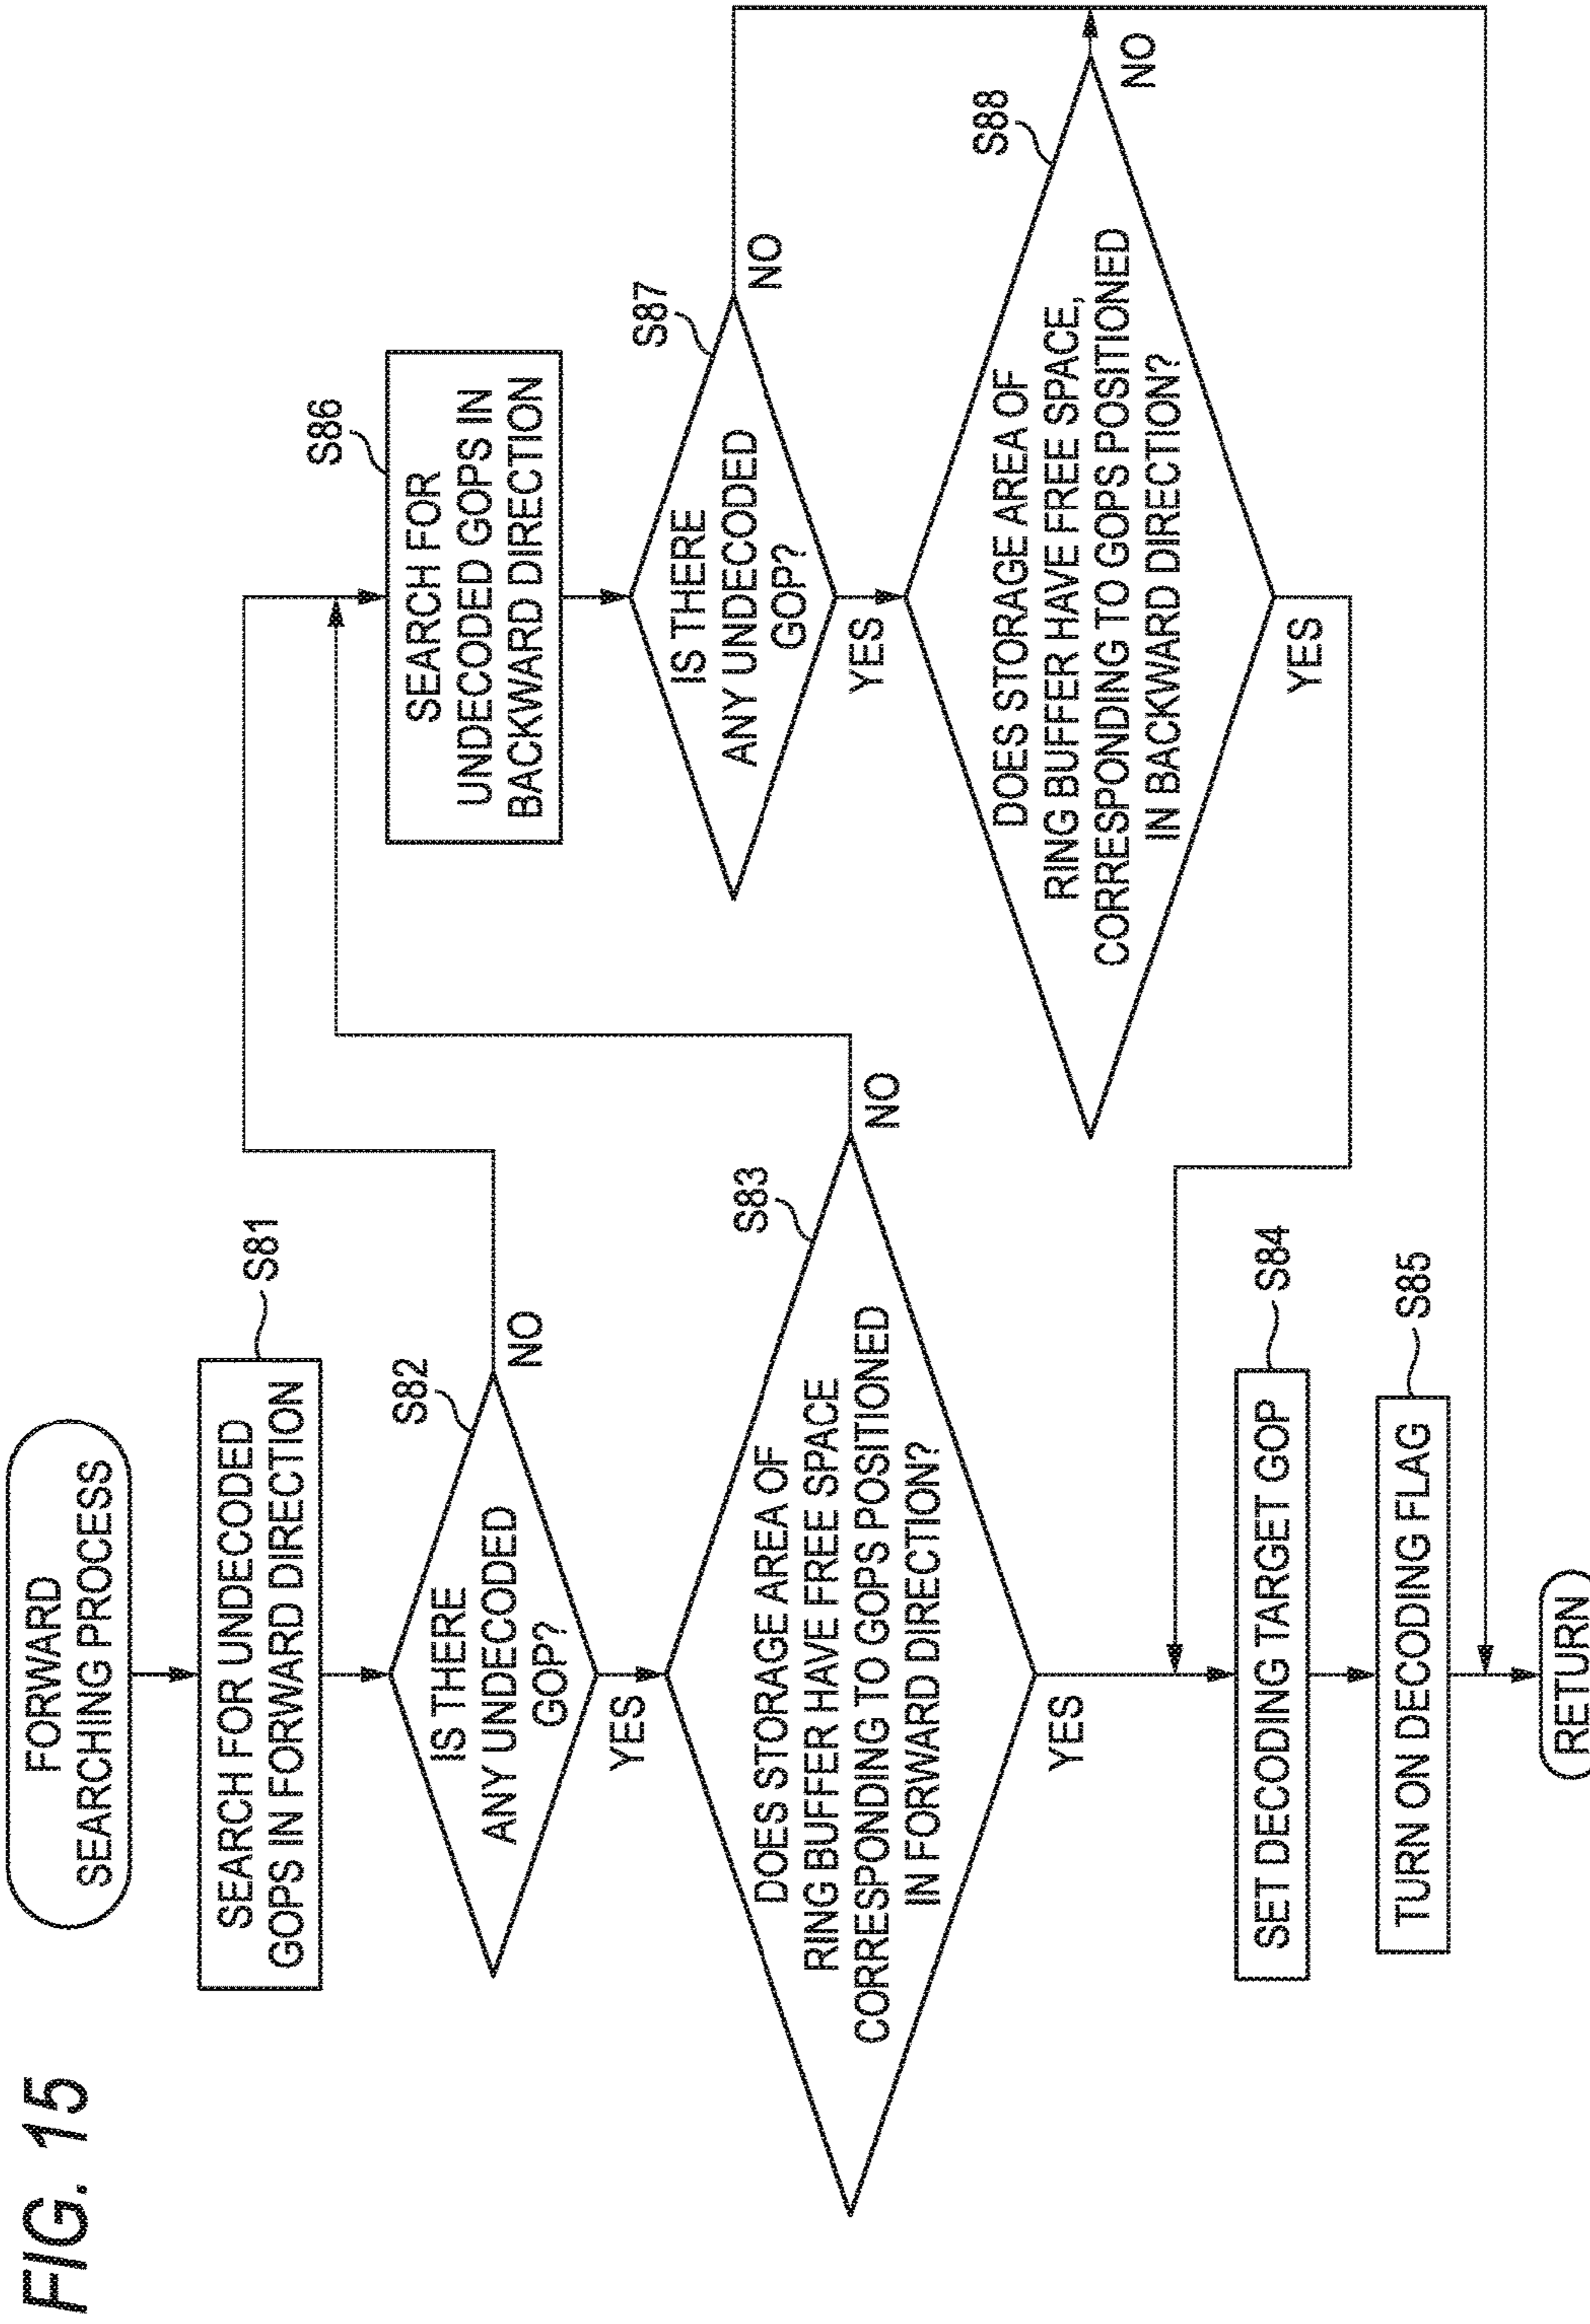 FIG. 15
FORWARD
SEARCHING PROCESS
S81
SEARCH FOR UNDECODED
GOPS IN FORWARD DIRECTION
S82
IS THERE
ANY UNDECODED
GOP?
NO
YES
S83
DOES STORAGE AREA OF
RING BUFFER HAVE FREE SPACE
CORRESPONDING TO GOPS POSITIONED
IN FORWARD DIRECTION?
NO
YES
S84
SET DECODING TARGET GOP
S85
TURN ON DECODING FLAG
RETURN
S86
SEARCH FOR
UNDECODED GOPS IN
BACKWARD DIRECTION
S87
IS THERE
ANY UNDECODED
GOP?
NO
YES
S88
DOES STORAGE AREA OF
RING BUFFER HAVE FREE SPACE,
CORRESPONDING TO GOPS POSITIONED
IN BACKWARD DIRECTION?
NO
YES